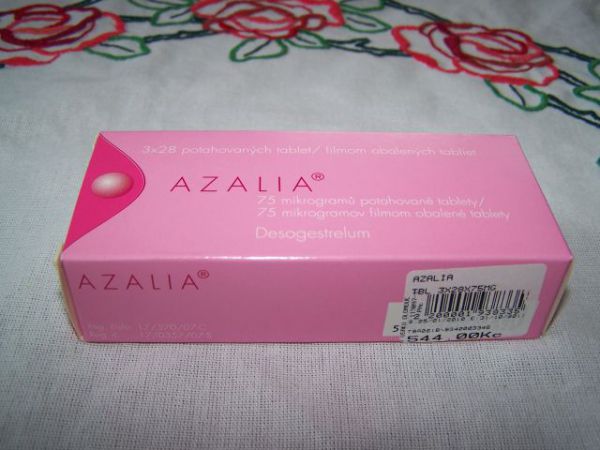 3x28 potahovaných tablet/ filmom obalených tabliet
AZALIA®
75 mikrogramů potahované tablety/
75 mikrogramov filmom obalené tablety
Desogestrelum
AZALIA®
AZALIA
TBL 3X28X75MG
544.00Kc